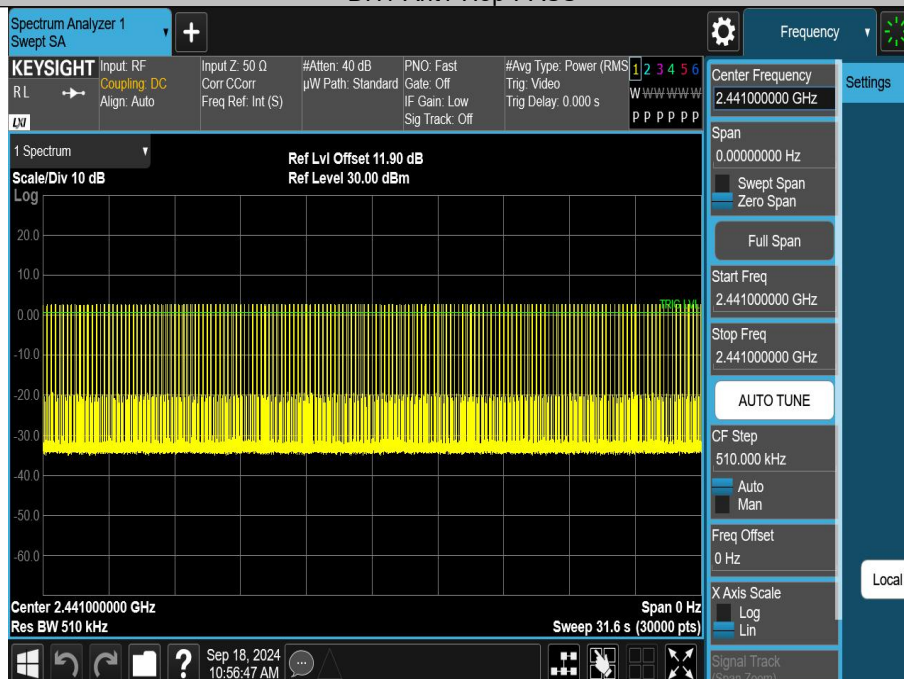 Spectrum Analyzer 1
Swept SA
Frequency
KEYSIGHT
Input: RF
Input Z: 50 Ω
#Atten: 40 dB
PNO: Fast
#Avg Type: Power (RMS
1 2 3 4 5 6
R L
Coupling: DC
Corr CCorr
µW Path: Standard
Gate: Off
Trig: Video
W W W W W W
Align: Auto
Freq Ref: Int (S)
IF Gain: Low
Trig Delay: 0.000 s
Sig Track: Off
P P P P P P
LXI
Center Frequency
2.441000000 GHz
Settings
Span
0.00000000 Hz
Swept Span
Zero Span
Full Span
Start Freq
2.441000000 GHz
Stop Freq
2.441000000 GHz
AUTO TUNE
CF Step
510.000 kHz
Auto
Man
Freq Offset
0 Hz
X Axis Scale
Log
Lin
Signal Track
(Span Zoom)
Local
1 Spectrum
Scale/Div 10 dB
Ref Lvl Offset 11.90 dB
Ref Level 30.00 dBm
Log
20.0
10.0
0.00
-10.0
-20.0
-30.0
-40.0
-50.0
-60.0
TRIG LVL
Center 2.441000000 GHz
Span 0 Hz
Res BW 510 kHz
Sweep 31.6 s (30000 pts)
?
Sep 18, 2024
10:56:47 AM